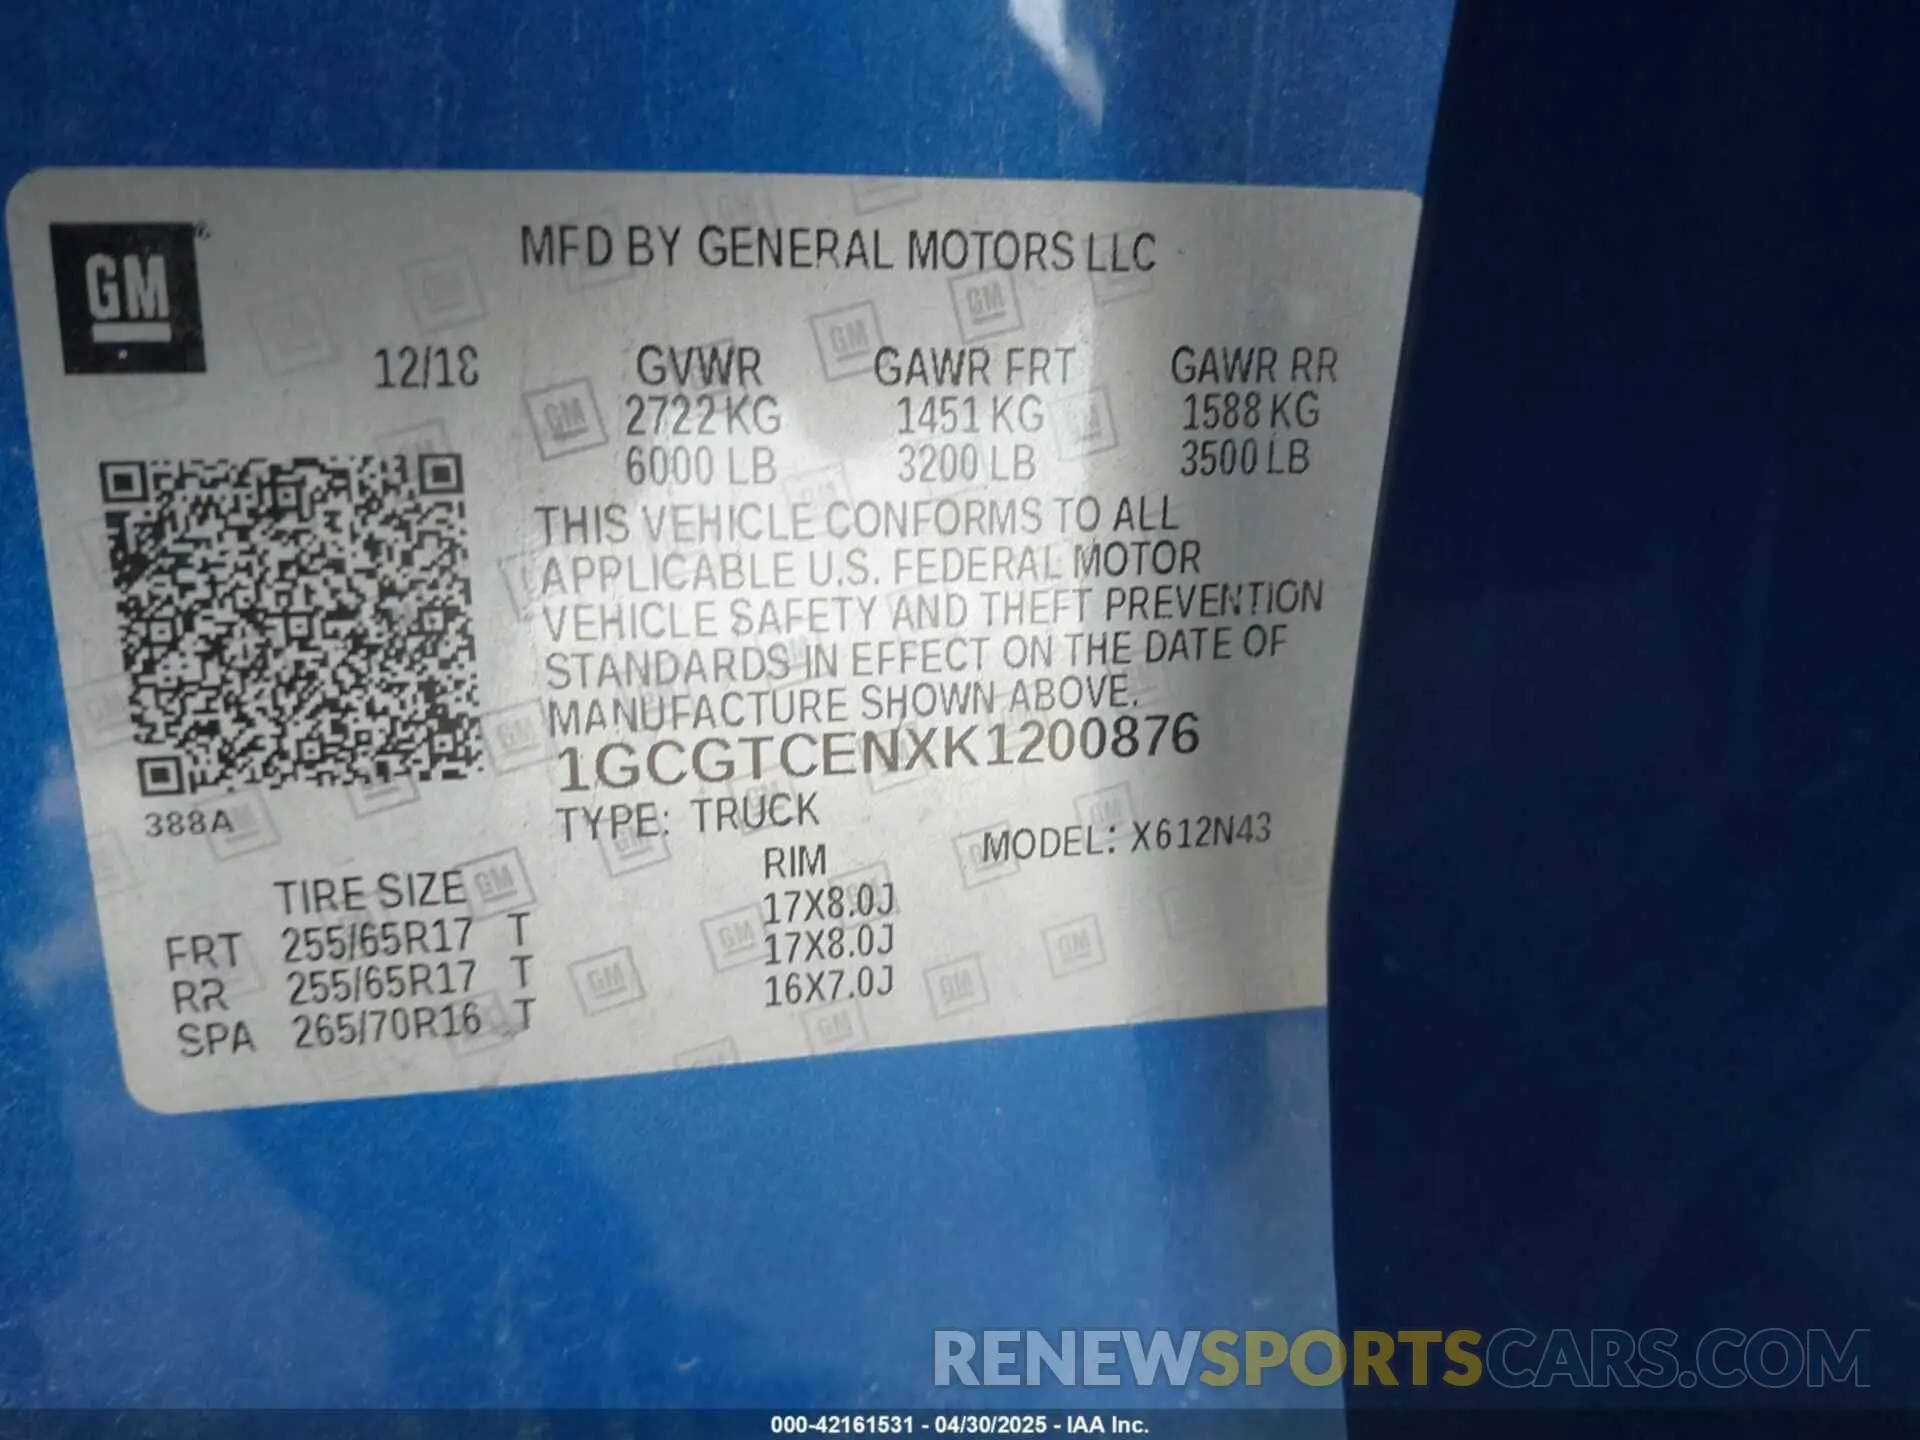 GM
MFD BY GENERAL MOTORS LLC
12/18 GVWR GAWR FRT GAWR RR
2722 KG 1451 KG 1588 KG
6000 LB 3200 LB 3500 LB
THIS VEHICLE CONFORMS TO ALL
APPLICABLE U.S. FEDERAL MOTOR
VEHICLE SAFETY AND THEFT PREVENTION
STANDARDS IN EFFECT ON THE DATE OF
MANUFACTURE SHOWN ABOVE.
1GCGTCENXK1200876
388A
TYPE: TRUCK MODEL: X612N43
TIRE SIZE RIM
FRT 255/65R17 T 17X8.0J
RR 255/65R17 T 17X8.0J
SPA 265/70R16 T 16X7.0J
RENEWSPORTSCARS.COM
000-42161531 - 04/30/2025 - IAA Inc.